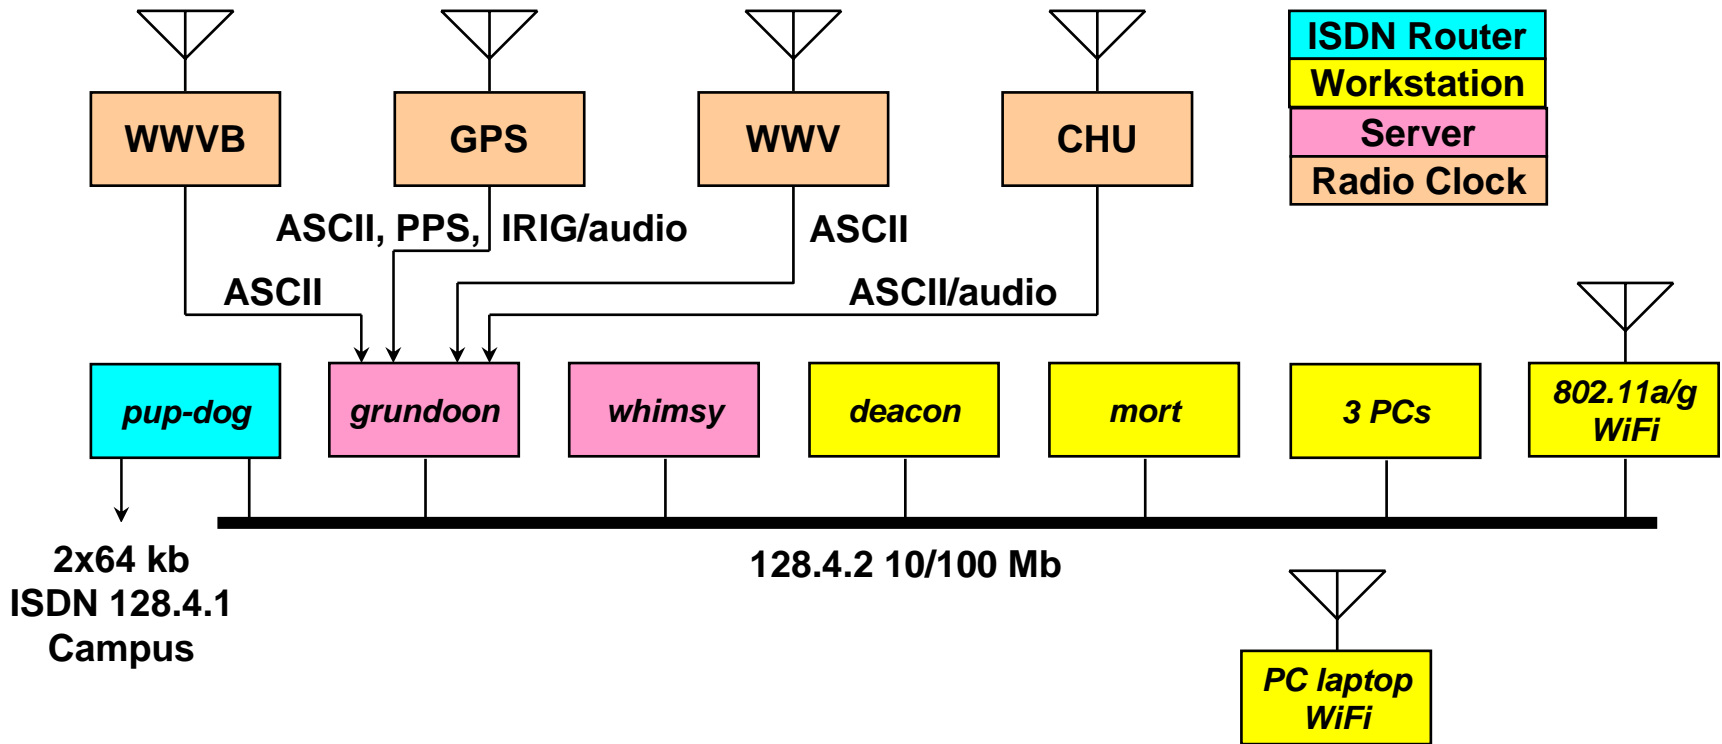 ISDN Router
Workstation
Server
Radio Clock
WWVB
GPS
WWV
CHU
ASCII, PPS, IRIG/audio
ASCII
ASCII
ASCII/audio
pup-dog
grundoon
whimsy
deacon
mort
3 PCs
802.11a/g
WiFi
2x64 kb
ISDN 128.4.1
Campus
128.4.2 10/100 Mb
PC laptop
WiFi